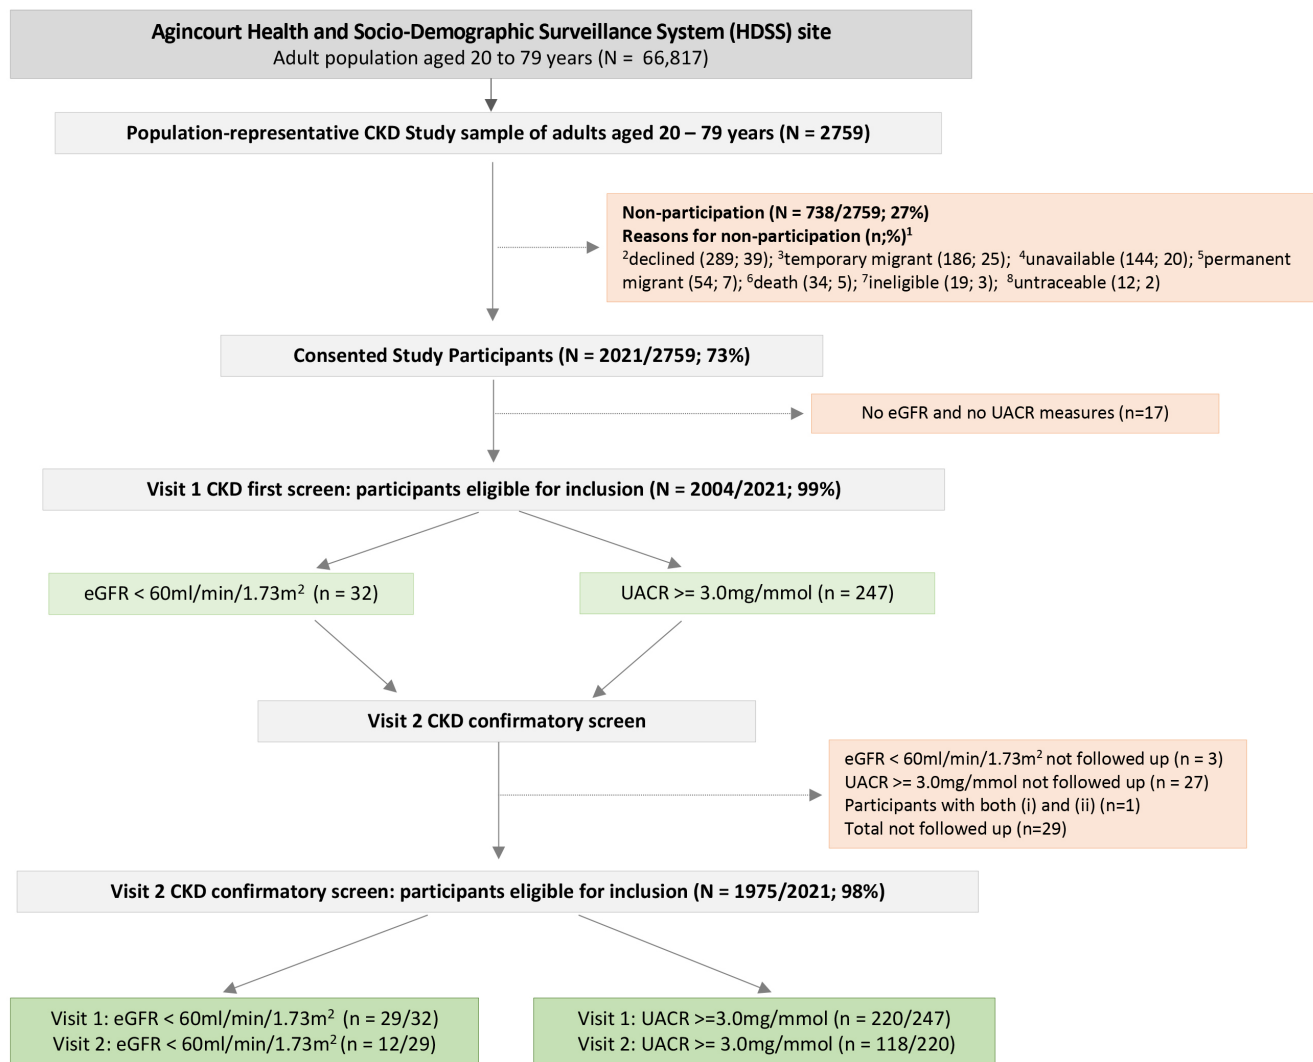 Agincourt Health and Socio-Demographic Surveillance System (HDSS) site
Adult population aged 20 to 79 years (N = 66,817)
Population-representative CKD Study sample of adults aged 20 – 79 years (N = 2759)
Non-participation (N = 738/2759; 27%)
Reasons for non-participation (n;%)¹
²declined (289; 39); ³temporary migrant (186; 25); ⁴unavailable (144; 20); ⁵permanent
migrant (54; 7); ⁶death (34; 5); ⁷ineligible (19; 3); ⁸untraceable (12; 2)
Consented Study Participants (N = 2021/2759; 73%)
No eGFR and no UACR measures (n=17)
Visit 1 CKD first screen: participants eligible for inclusion (N = 2004/2021; 99%)
eGFR < 60ml/min/1.73m² (n = 32)
UACR >= 3.0mg/mmol (n = 247)
Visit 2 CKD confirmatory screen
eGFR < 60ml/min/1.73m² not followed up (n = 3)
UACR >= 3.0mg/mmol not followed up (n = 27)
Participants with both (i) and (ii) (n=1)
Total not followed up (n=29)
Visit 2 CKD confirmatory screen: participants eligible for inclusion (N = 1975/2021; 98%)
Visit 1: eGFR < 60ml/min/1.73m² (n = 29/32)
Visit 2: eGFR < 60ml/min/1.73m² (n = 12/29)
Visit 1: UACR >=3.0mg/mmol (n = 220/247)
Visit 2: UACR >= 3.0mg/mmol (n = 118/220)